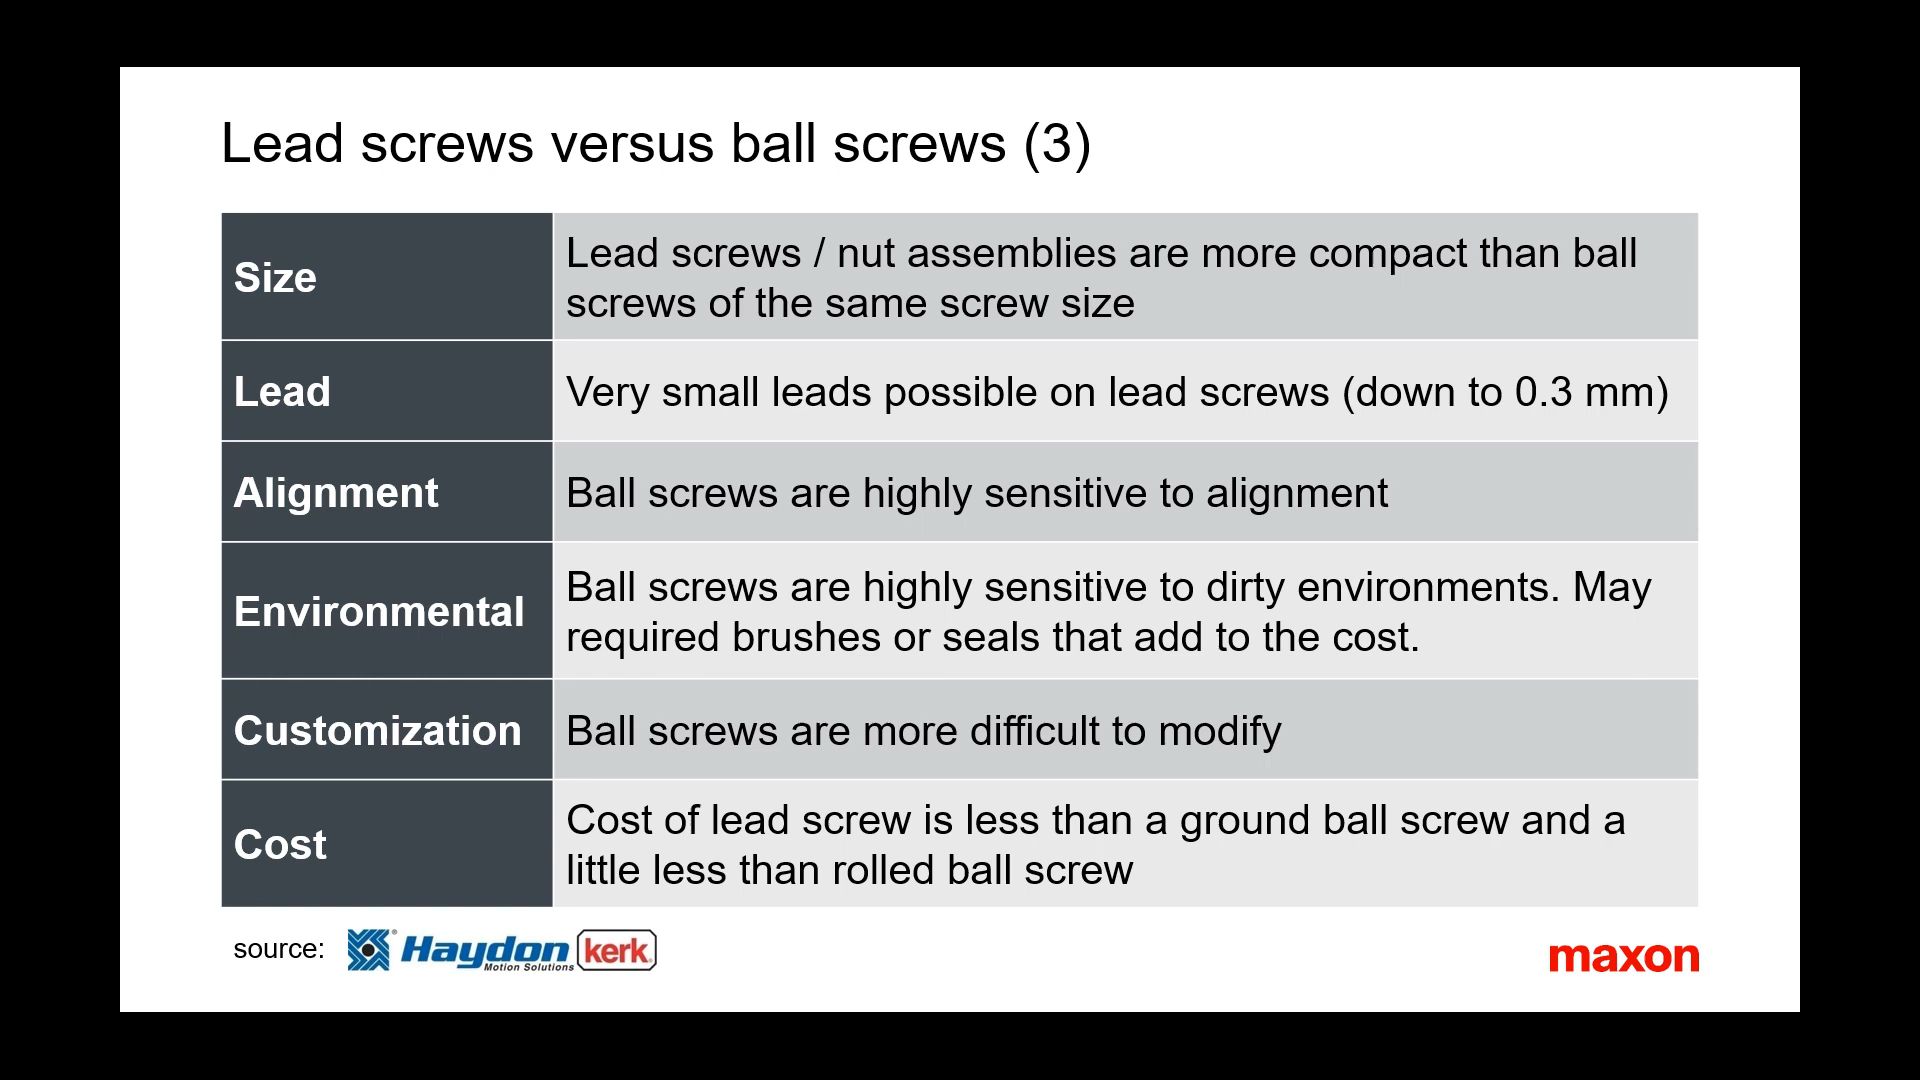 Lead screws versus ball screws (3)
Size
Lead screws / nut assemblies are more compact than ball
screws of the same screw size
Lead
Very small leads possible on lead screws (down to 0.3 mm)
Alignment
Ball screws are highly sensitive to alignment
Environmental
Ball screws are highly sensitive to dirty environments. May
required brushes or seals that add to the cost.
Customization
Ball screws are more difficult to modify
Cost
Cost of lead screw is less than a ground ball screw and a
little less than rolled ball screw
source:
® Haydon kerk®
Motion Solutions
maxon